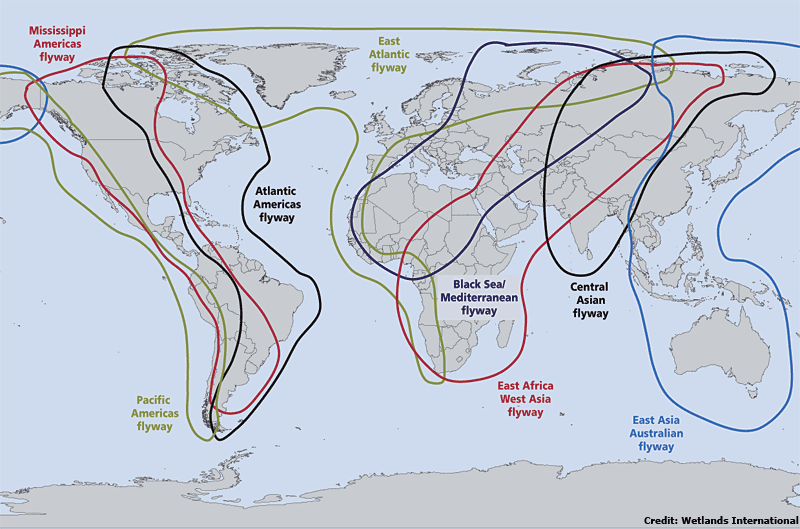 Mississippi
Americas
flyway
East
Atlantic
flyway
Atlantic
Americas
flyway
Black Sea/
Mediterranean
flyway
Central
Asian
flyway
Pacific
Americas
flyway
East Africa
West Asia
flyway
East Asia
Australian
flyway
Credit: Wetlands International